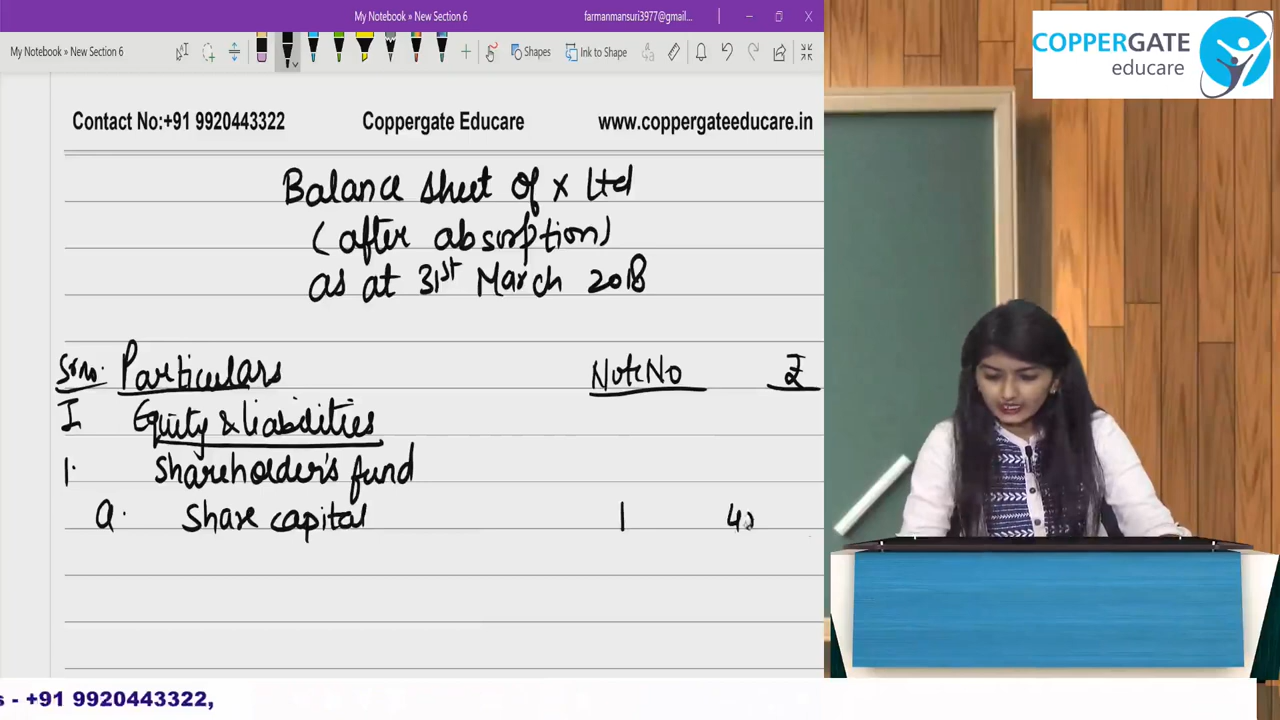 My Notebook » New Section 6
farmanmansuri3977@gmail...
My Notebook » New Section 6
Shapes
Ink to Shape
COPPERGATE
educare
Contact No:+91 9920443322 Coppergate Educare www.coppergateeducare.in
Balance sheet of X Ltd
(after absorption)
as at 31st March 2018
Sr no. Particulars Note No ₹
I Equity & liabilities
1. Shareholder's fund
a. Share capital 1
s - +91 9920443322,